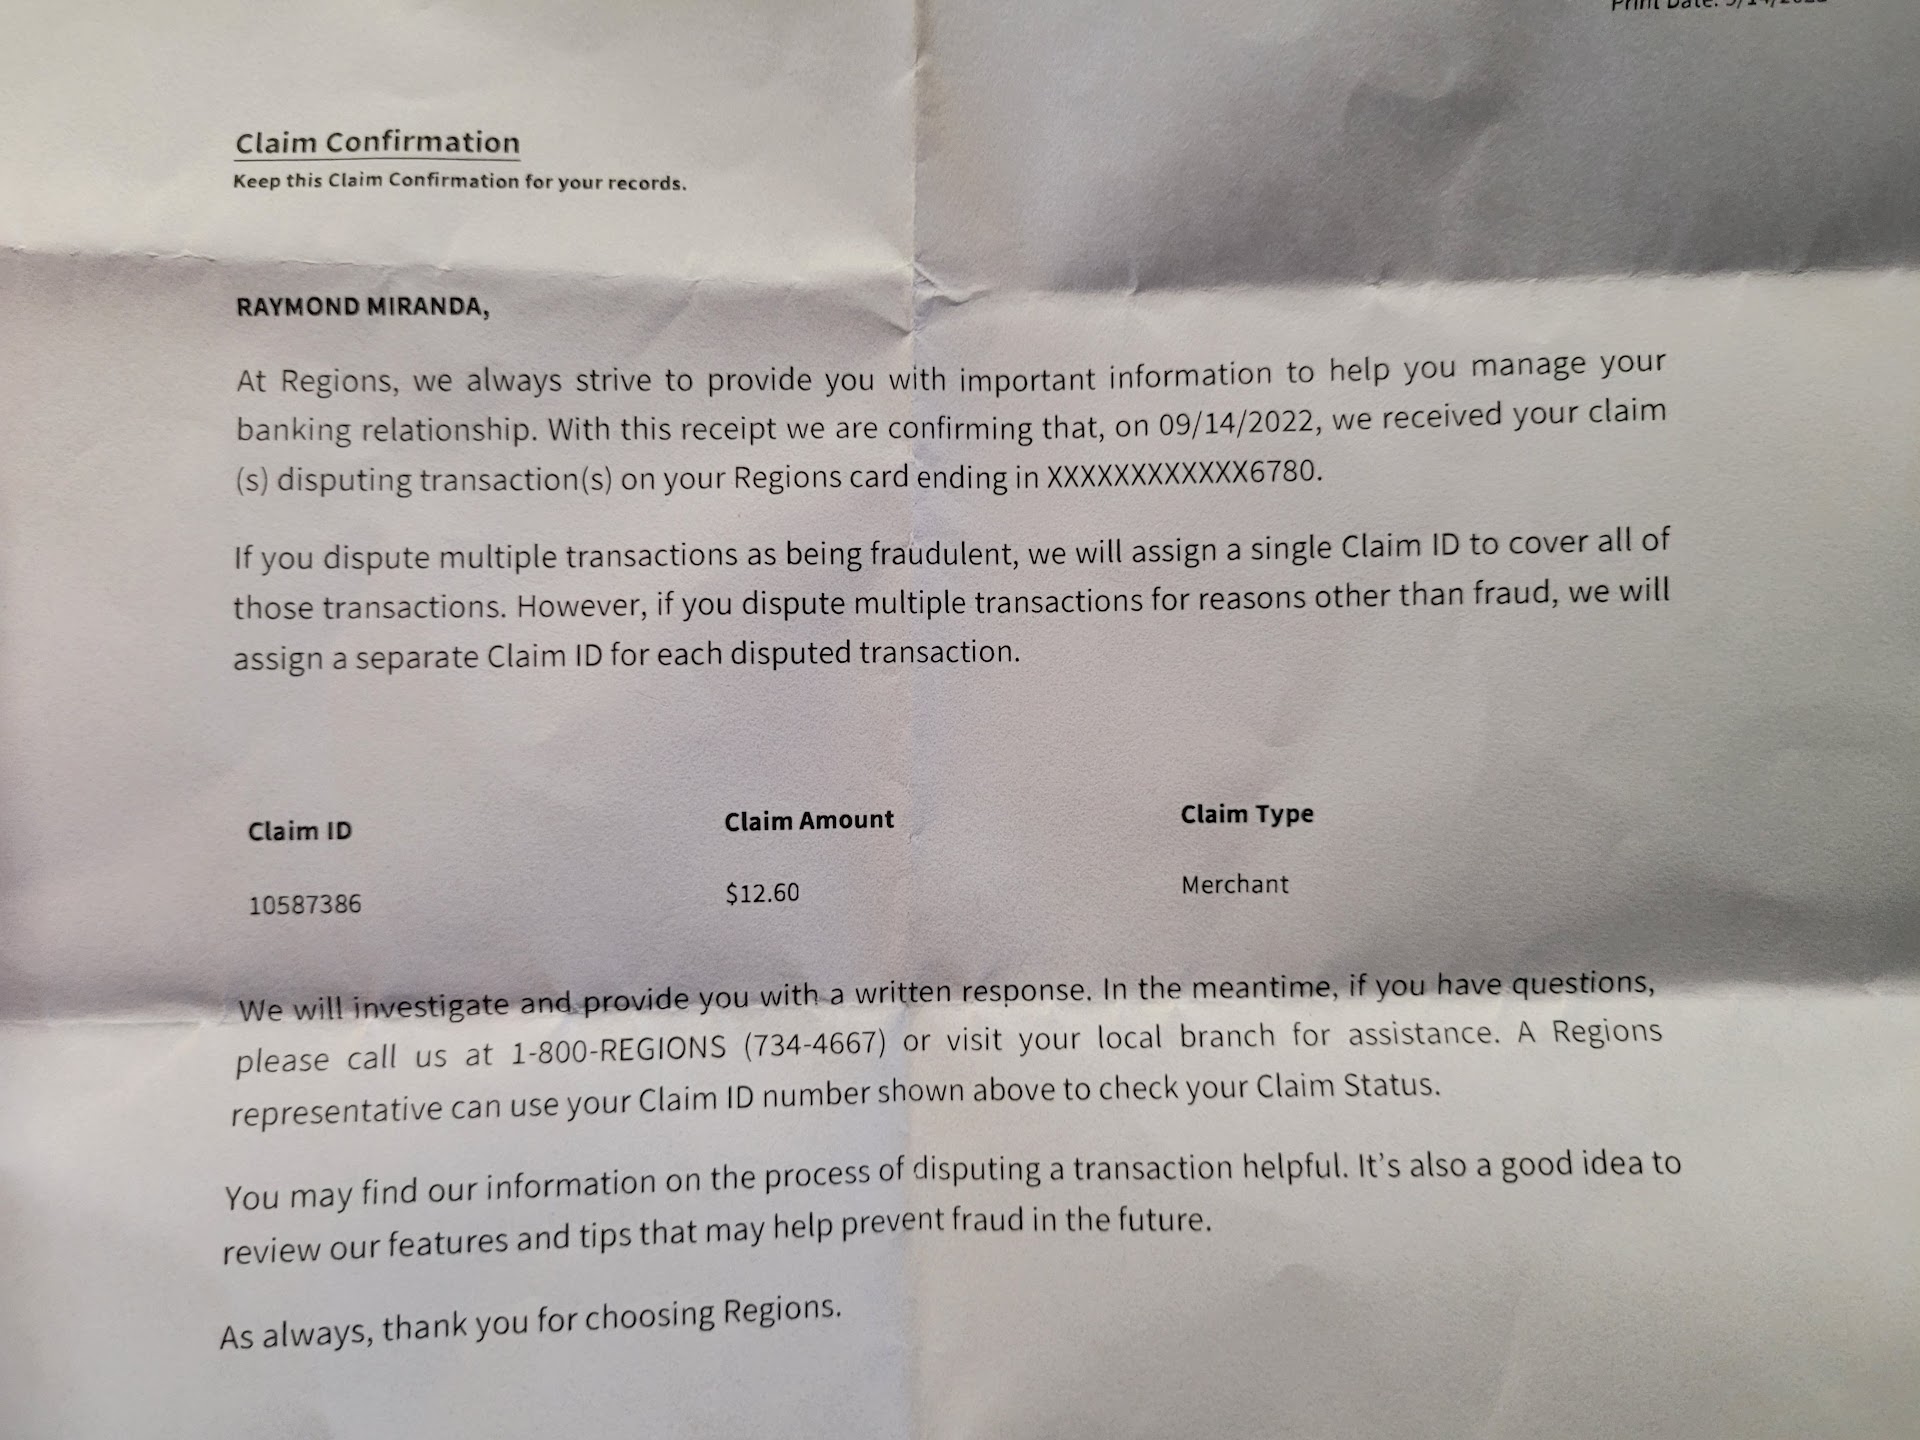 Print Date: 9/14/2022
Claim Confirmation
Keep this Claim Confirmation for your records.
RAYMOND MIRANDA,
At Regions, we always strive to provide you with important information to help you manage your
banking relationship. With this receipt we are confirming that, on 09/14/2022, we received your claim
(s) disputing transaction(s) on your Regions card ending in XXXXXXXXXXXX6780.
If you dispute multiple transactions as being fraudulent, we will assign a single Claim ID to cover all of
those transactions. However, if you dispute multiple transactions for reasons other than fraud, we will
assign a separate Claim ID for each disputed transaction.
Claim ID Claim Amount Claim Type
10587386 $12.60 Merchant
We will investigate and provide you with a written response. In the meantime, if you have questions,
please call us at 1-800-REGIONS (734-4667) or visit your local branch for assistance. A Regions
representative can use your Claim ID number shown above to check your Claim Status.
You may find our information on the process of disputing a transaction helpful. It's also a good idea to
review our features and tips that may help prevent fraud in the future.
As always, thank you for choosing Regions.